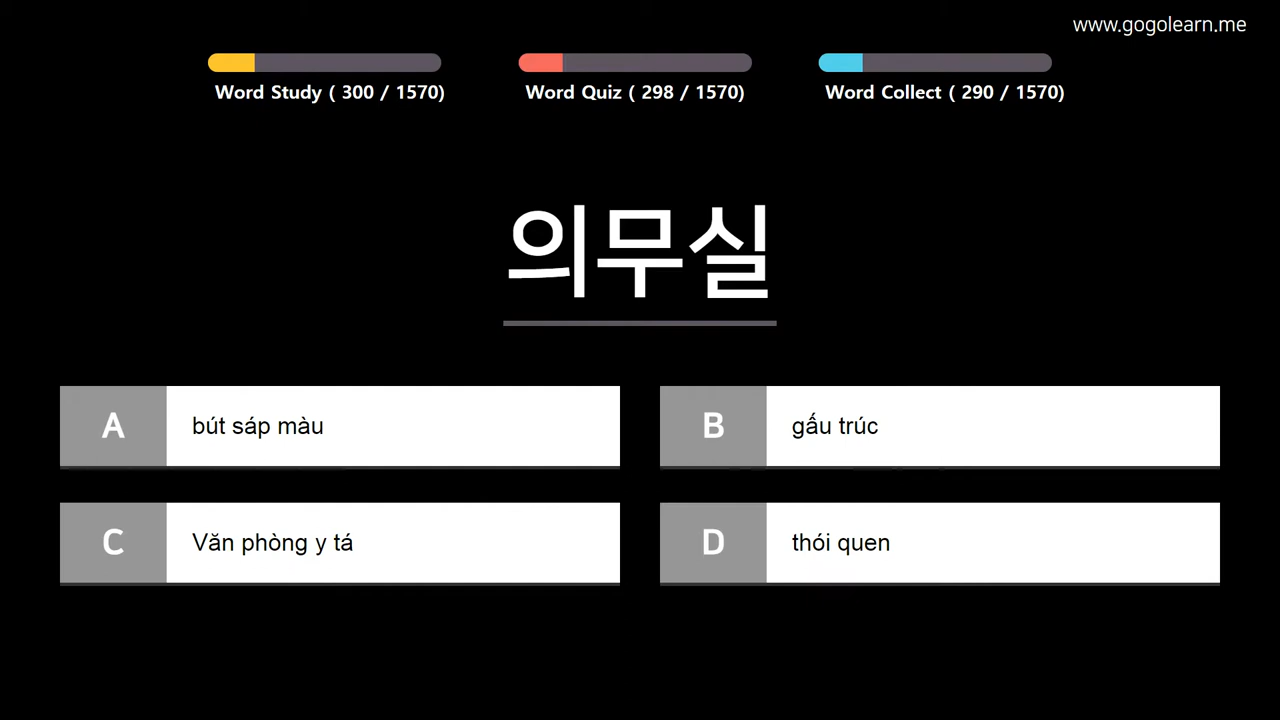 www.gogolearn.me
Word Study ( 300 / 1570)
Word Quiz ( 298 / 1570)
Word Collect ( 290 / 1570)
의무실
A bút sáp màu
B gấu trúc
C Văn phòng y tá
D thói quen